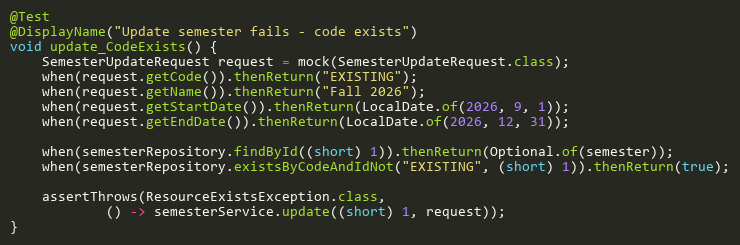 @Test
@DisplayName("Update semester fails - code exists")
void update_CodeExists() {
    SemesterUpdateRequest request = mock(SemesterUpdateRequest.class);
    when(request.getCode()).thenReturn("EXISTING");
    when(request.getName()).thenReturn("Fall 2026");
    when(request.getStartDate()).thenReturn(LocalDate.of(2026, 9, 1));
    when(request.getEndDate()).thenReturn(LocalDate.of(2026, 12, 31));

    when(semesterRepository.findById((short) 1)).thenReturn(Optional.of(semester));
    when(semesterRepository.existsByCodeAndIdNot("EXISTING", (short) 1)).thenReturn(true);

    assertThrows(ResourceExistsException.class,
            () -> semesterService.update((short) 1, request));
}